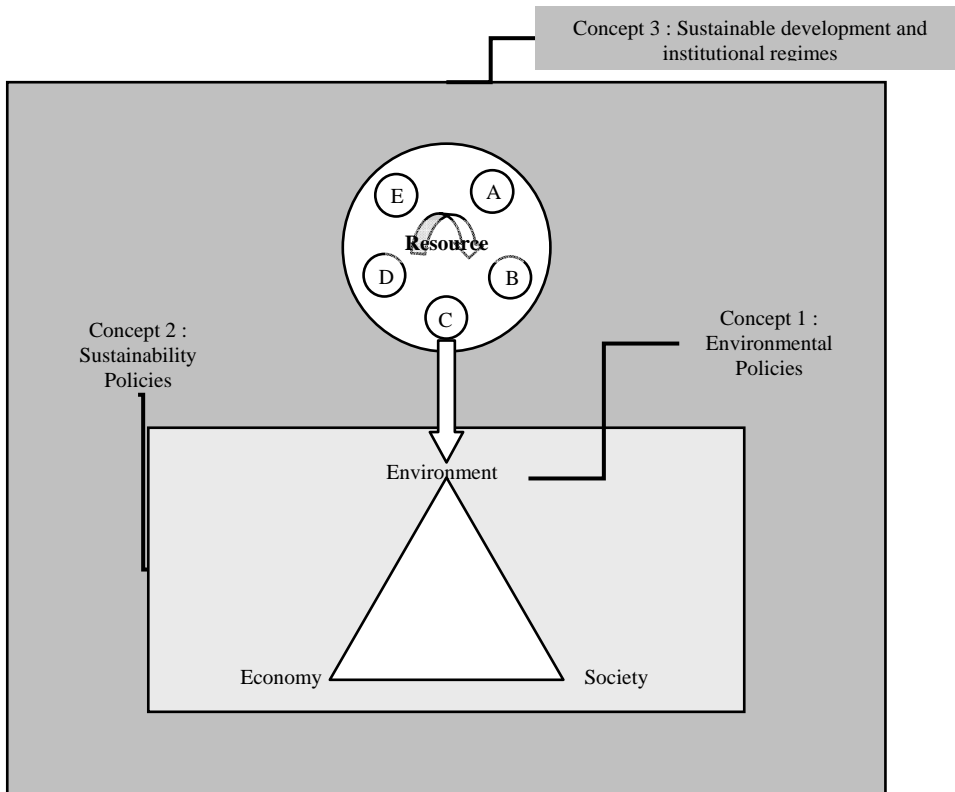 Concept 3 : Sustainable development and
institutional regimes
E
A
Resource
D
B
C
Concept 2 :
Sustainability
Policies
Concept 1 :
Environmental
Policies
Environment
Economy
Society